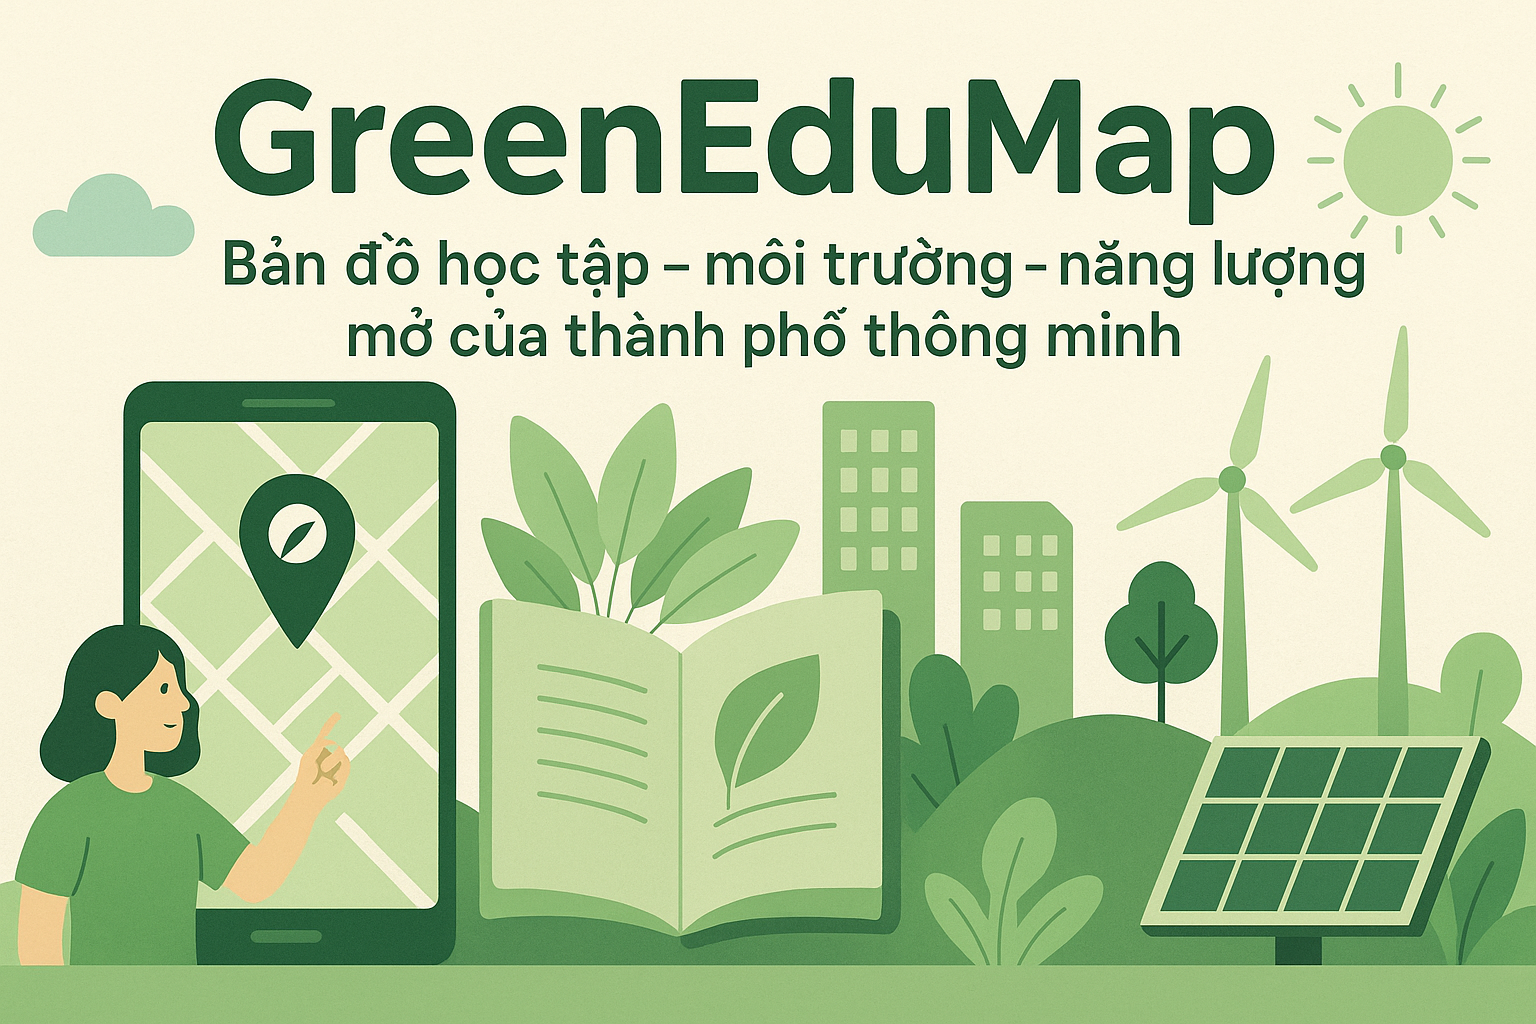 GreenEduMap
Bản đồ học tập – môi trường - năng lượng
mở của thành phố thông minh